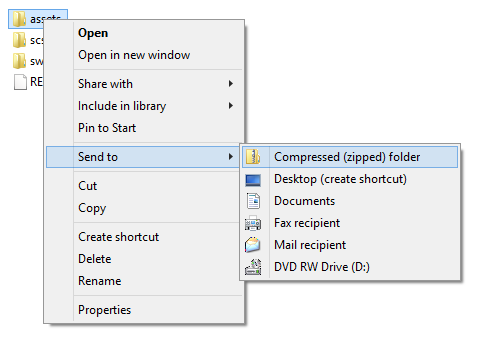 assets
Open
scs
Open in new window
sw
RE
Share with
Include in library
Pin to Start
Send to
Compressed (zipped) folder
Desktop (create shortcut)
Cut
Documents
Copy
Fax recipient
Create shortcut
Mail recipient
Delete
DVD RW Drive (D:)
Rename
Properties